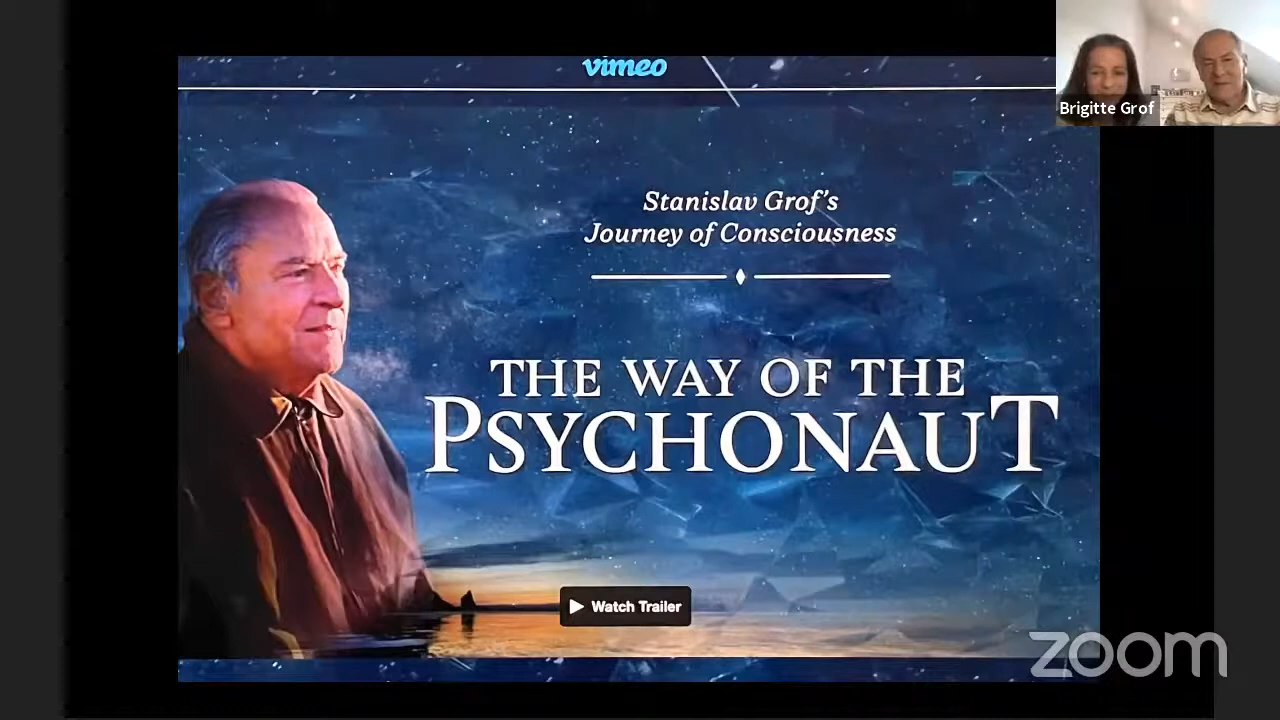 vimeo
Brigitte Grof
Stanislav Grof's
Journey of Consciousness
THE WAY OF THE
PSYCHONAUT
Watch Trailer
zoom